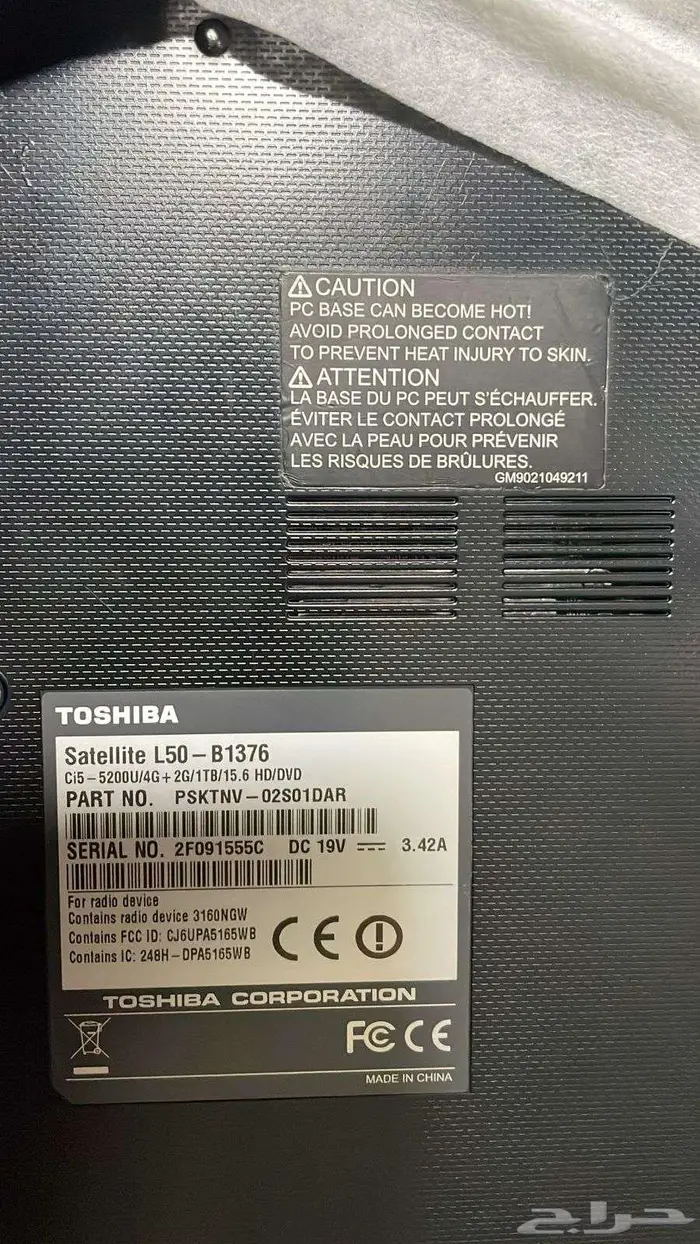 CAUTION
PC BASE CAN BECOME HOT!
AVOID PROLONGED CONTACT
TO PREVENT HEAT INJURY TO SKIN.
ATTENTION
LA BASE DU PC PEUT S'ÉCHAUFFER.
ÉVITER LE CONTACT PROLONGÉ
AVEC LA PEAU POUR PRÉVENIR
LES RISQUES DE BRÛLURES.
GM9021049211
TOSHIBA
Satellite L50-B1376
Ci5-5200U/4G+2G/1TB/15.6 HD/DVD
PART NO. PSKTNV-02S01DAR
SERIAL NO. 2F091555C DC 19V 3.42A
For radio device
Contains radio device 3160NGW
Contains FCC ID: CJ6UPA5165WB
Contains IC: 248H-DPA5165WB
CE
TOSHIBA CORPORATION
FC CE
MADE IN CHINA
حراج